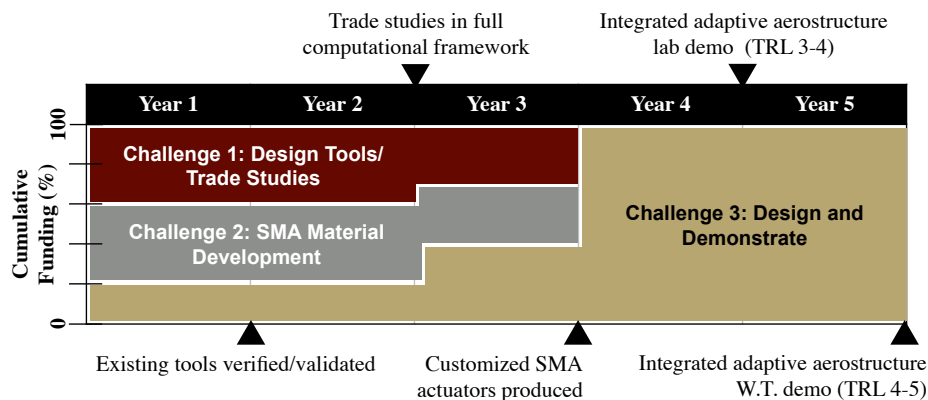 Trade studies in full
computational framework
Integrated adaptive aerostructure
lab demo (TRL 3-4)
Year 1
Year 2
Year 3
Year 4
Year 5
100
Cumulative
Funding (%)
0
Challenge 1: Design Tools/
Trade Studies
Challenge 2: SMA Material
Development
Challenge 3: Design and
Demonstrate
Existing tools verified/validated
Customized SMA
actuators produced
Integrated adaptive aerostructure
W.T. demo (TRL 4-5)